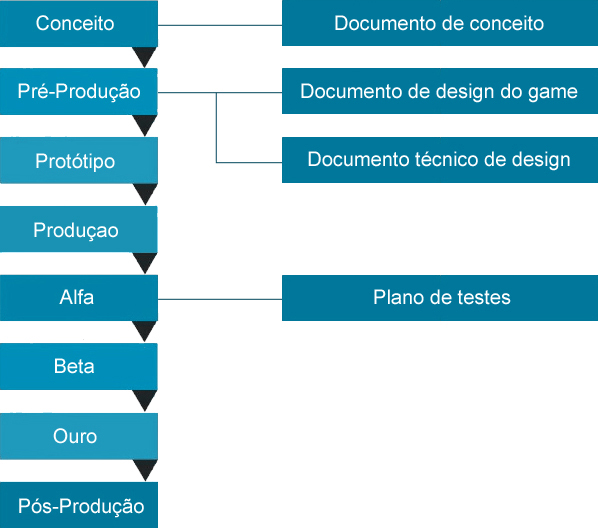 Conceito
Documento de conceito
Pré-Produção
Documento de design do game
Protótipo
Documento técnico de design
Produçao
Alfa
Plano de testes
Beta
Ouro
Pós-Produção